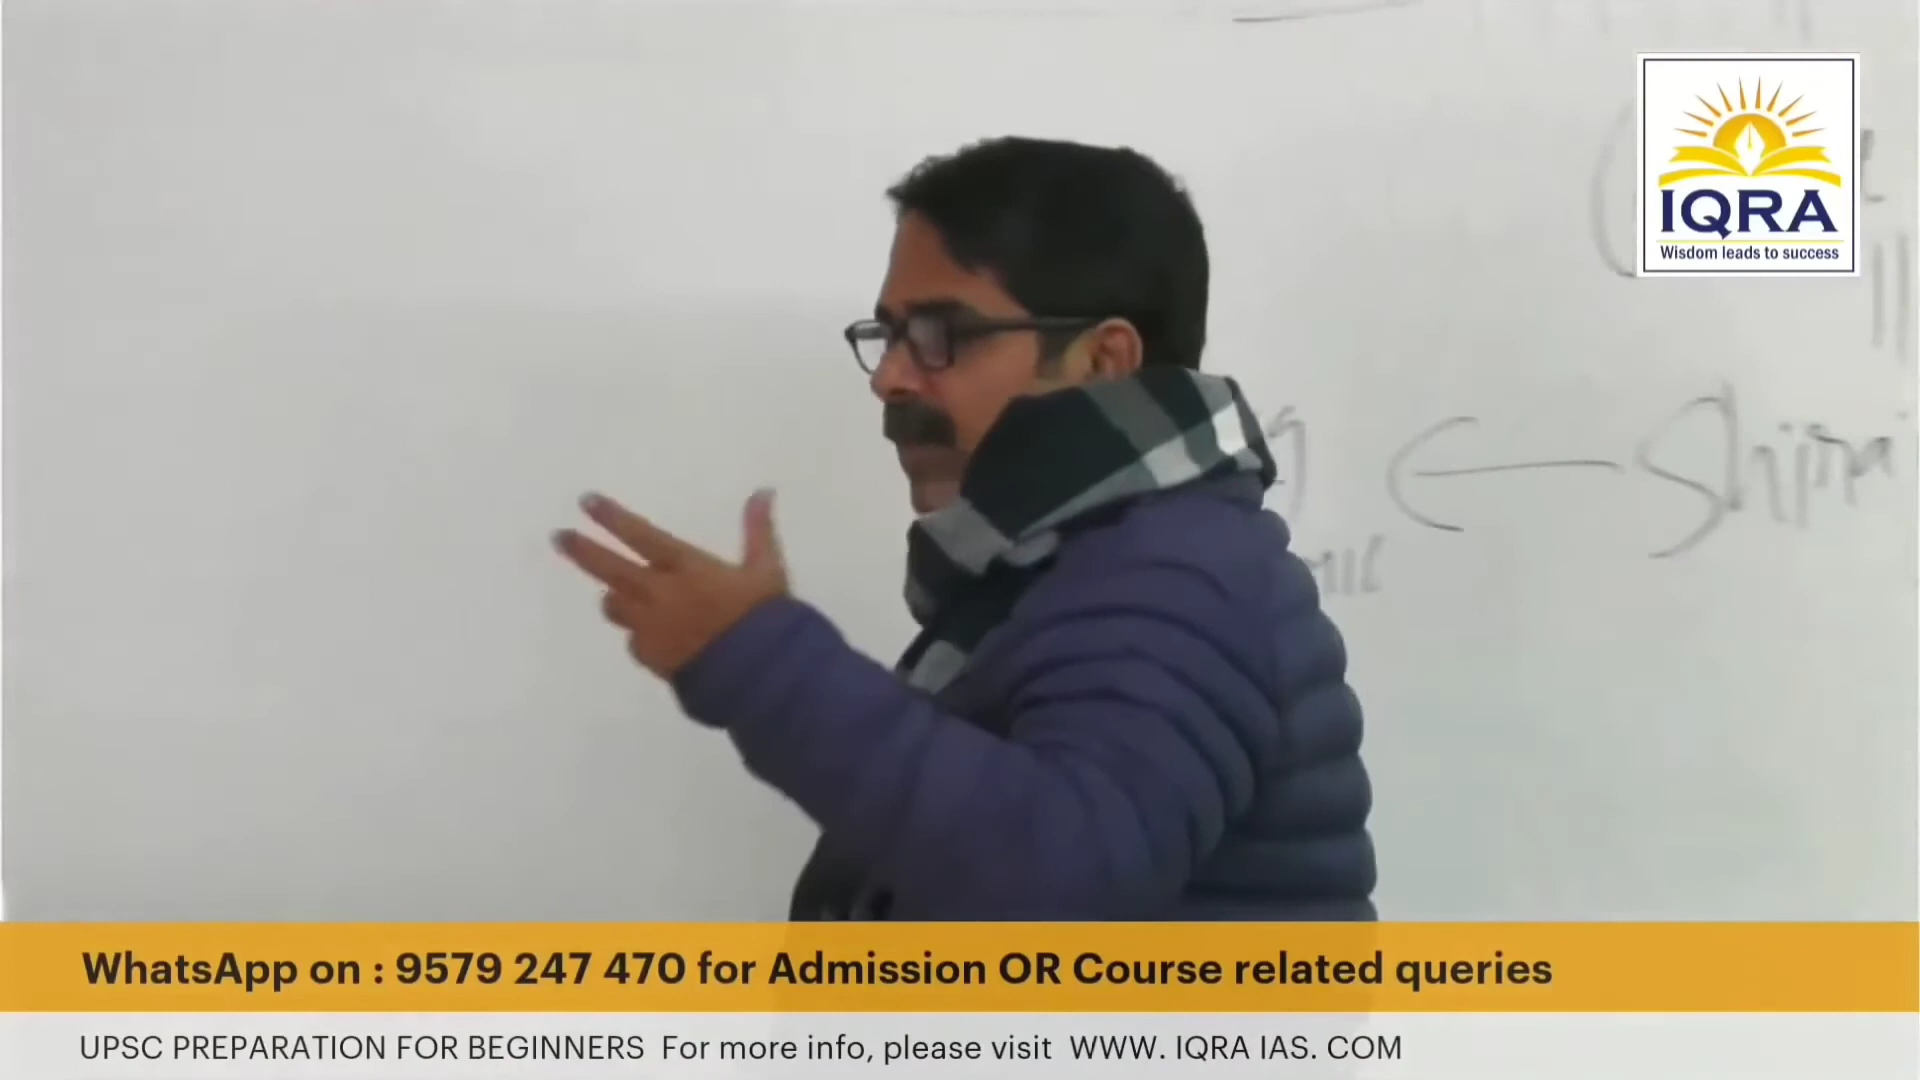 IQRA
Wisdom leads to success
WhatsApp on : 9579 247 470 for Admission OR Course related queries
UPSC PREPARATION FOR BEGINNERS For more info, please visit WWW. IQRA IAS. COM